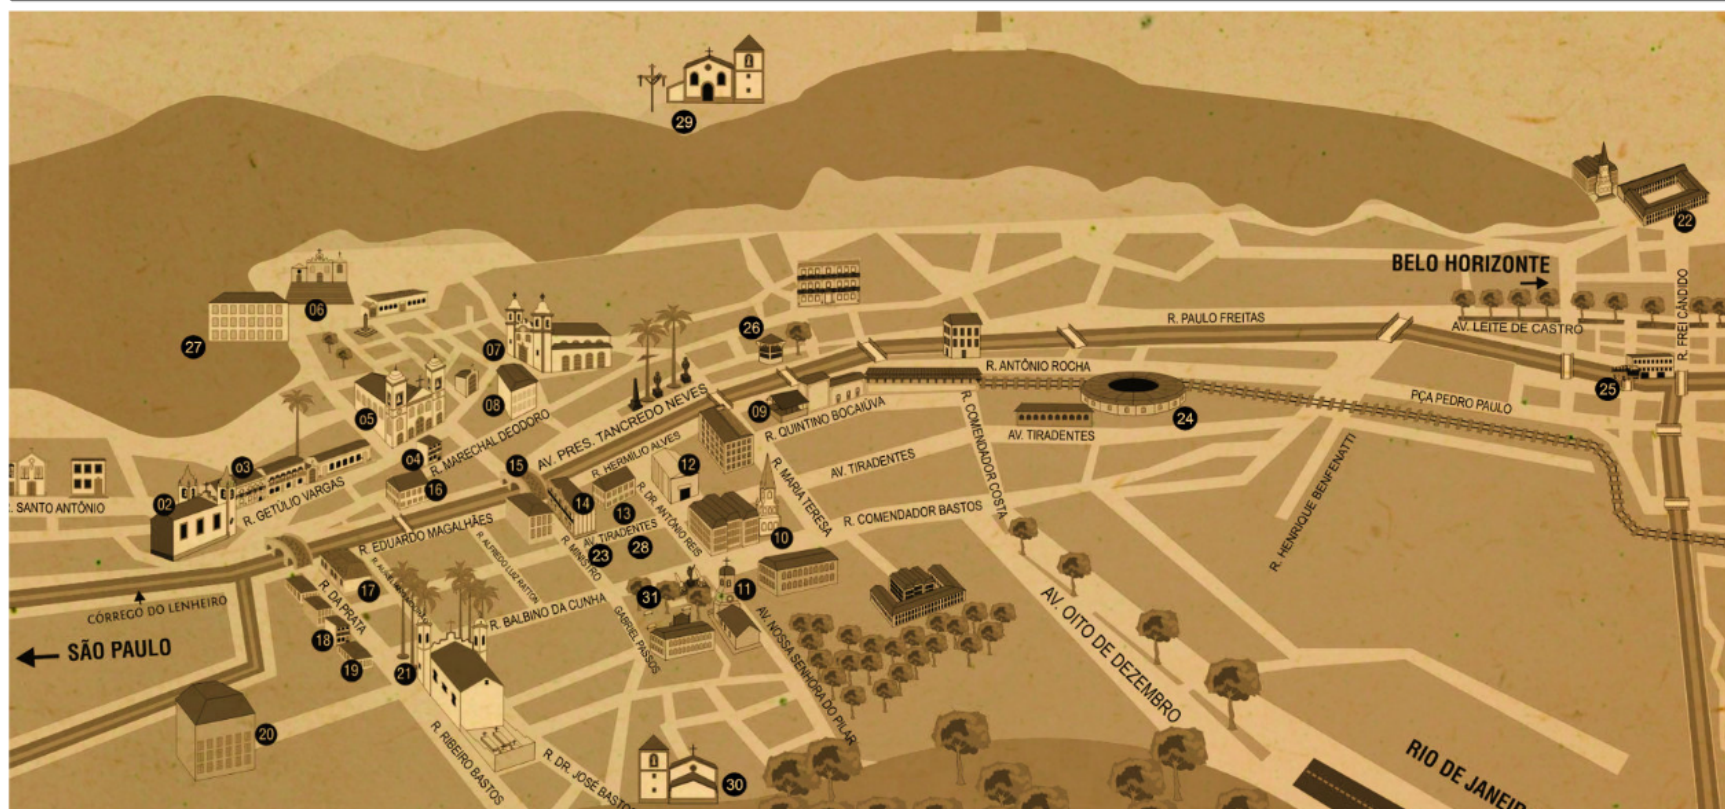 29
22
BELO HORIZONTE
R. FREI CÂNDIDO
06
27
07
26
R. PAULO FREITAS
AV. LEITE DE CASTRO
R. ANTÔNIO ROCHA
25
05
08
09
24
PÇA PEDRO PAULO
AV. PRES. TANCREDO NEVES
R. QUINTINO BOCAIÚVA
R. COMENDADOR COSTA
AV. TIRADENTES
R. MARECHAL DEODORO
R. HERMÍLIO ALVES
04
03
15
12
AV. TIRADENTES
R. HENRIQUE BENFENATTI
16
R. GETÚLIO VARGAS
02
SANTO ANTÔNIO
14
13
R. DR. ANTÔNIO REIS
R. MARIA TERESA
R. COMENDADOR BASTOS
R. EDUARDO MAGALHÃES
AV. TIRADENTES
10
23
28
R. ALFREDO LUIZ RATTON
R. MINISTRO
GABRIEL PASSOS
17
R. DA PRATA
CÓRREGO DO LENHEIRO
31
11
R. BALBINO DA CUNHA
AV. NOSSA SENHORA DO PILAR
AV. OITO DE DEZEMBRO
18
SÃO PAULO
19
21
20
R. RIBEIRO BASTOS
R. DR. JOSÉ BASTOS
30
RIO DE JANEIR